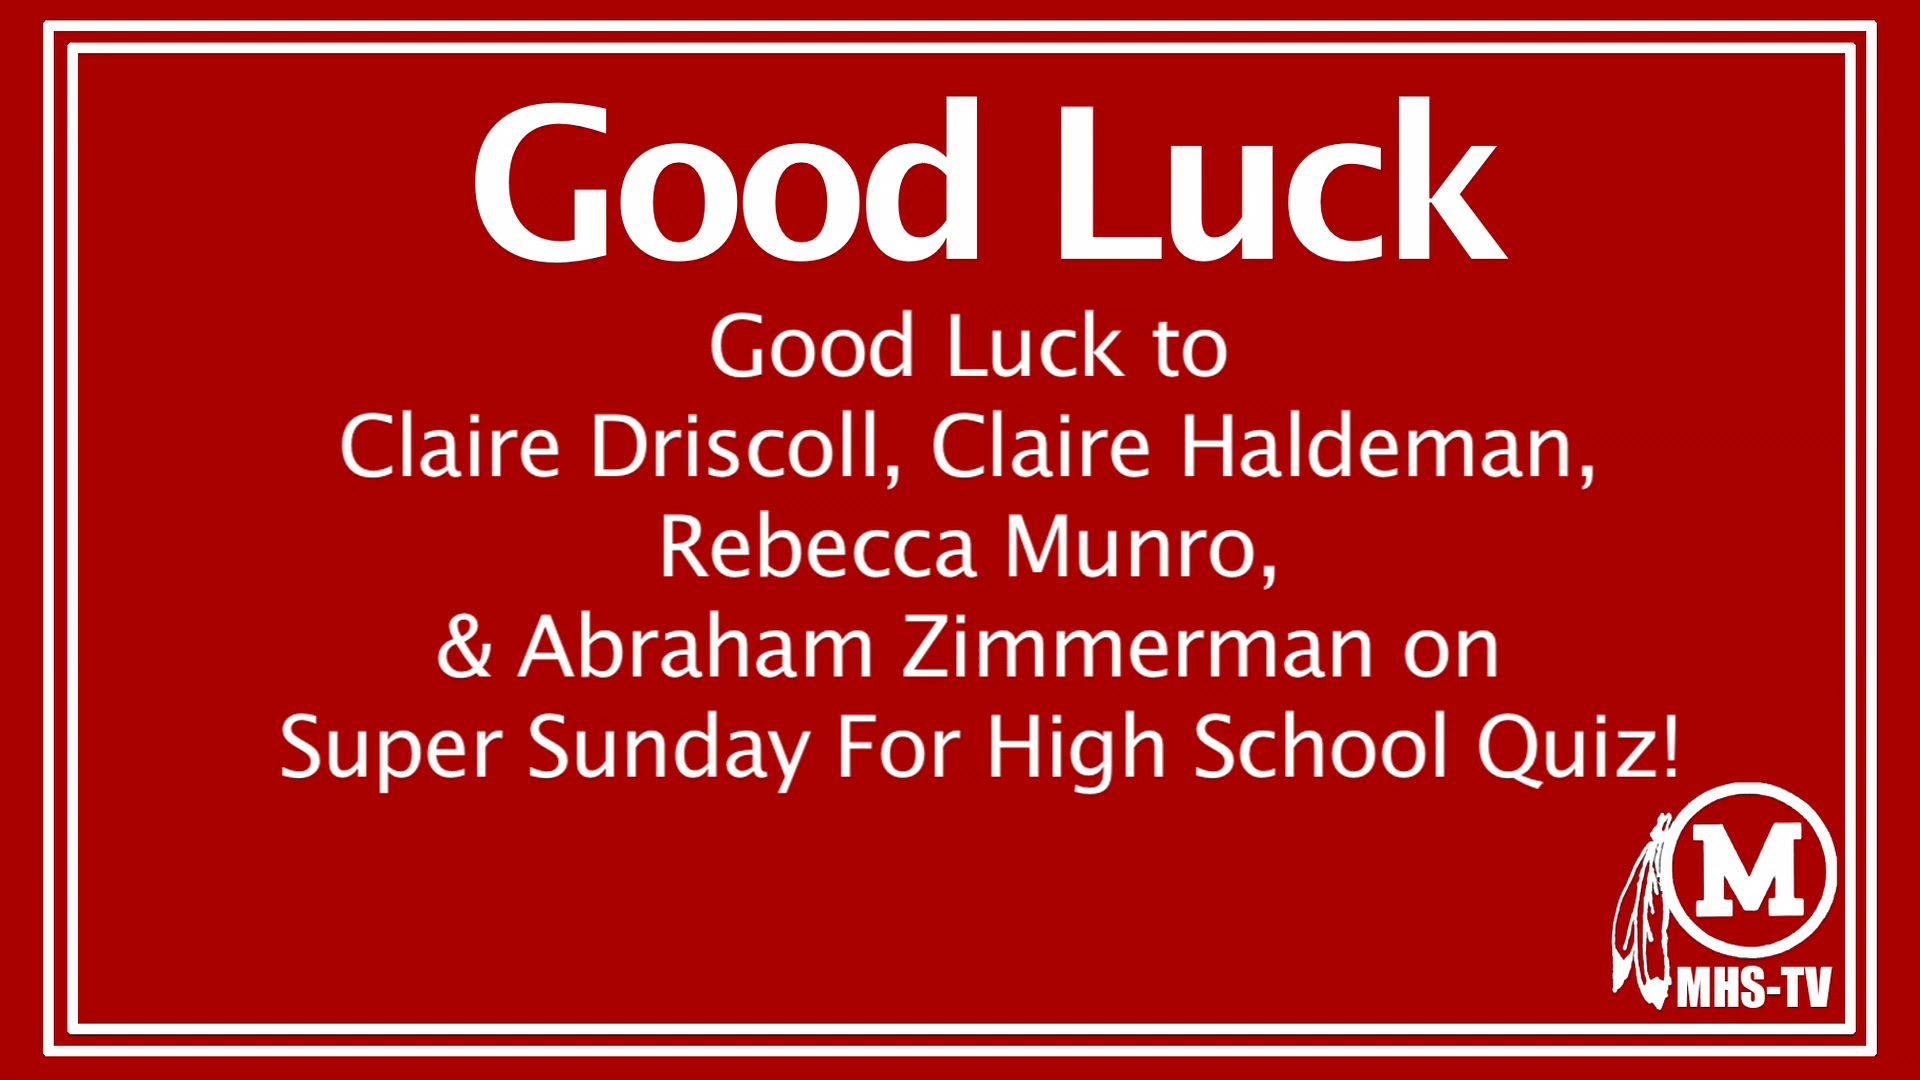 Good Luck
Good Luck to
Claire Driscoll, Claire Haldeman,
Rebecca Munro,
& Abraham Zimmerman on
Super Sunday For High School Quiz!
M
MHS-TV